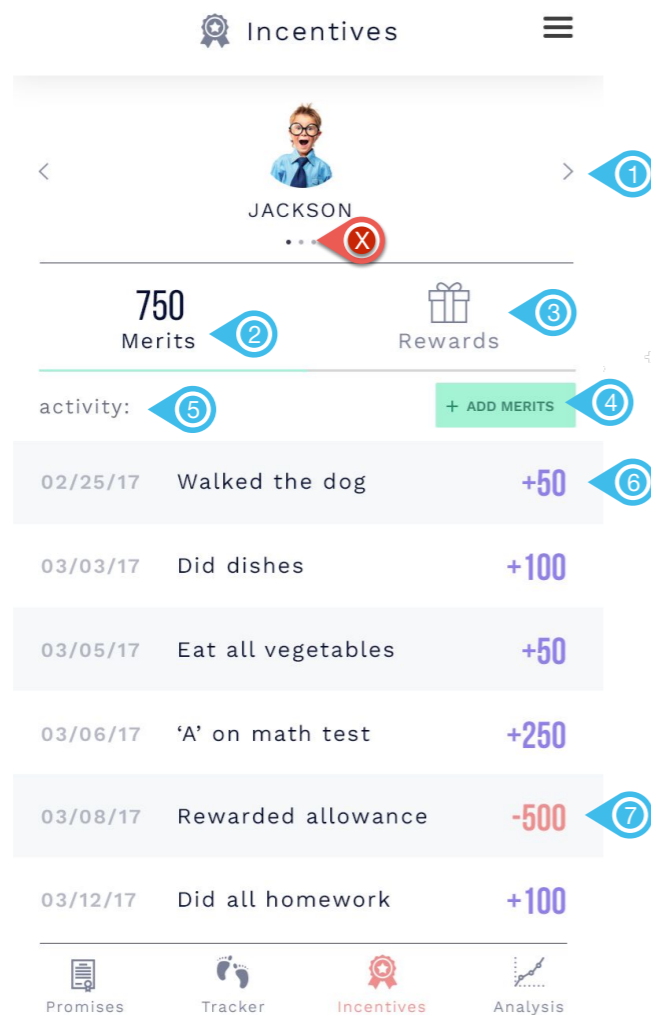 Incentives
1
JACKSON
X
750
Merits
2
3
Rewards
activity:
5
+ ADD MERITS
4
02/25/17 Walked the dog +50
6
03/03/17 Did dishes +100
03/05/17 Eat all vegetables +50
03/06/17 ‘A’ on math test +250
03/08/17 Rewarded allowance -500
7
03/12/17 Did all homework +100
Promises Tracker Incentives Analysis